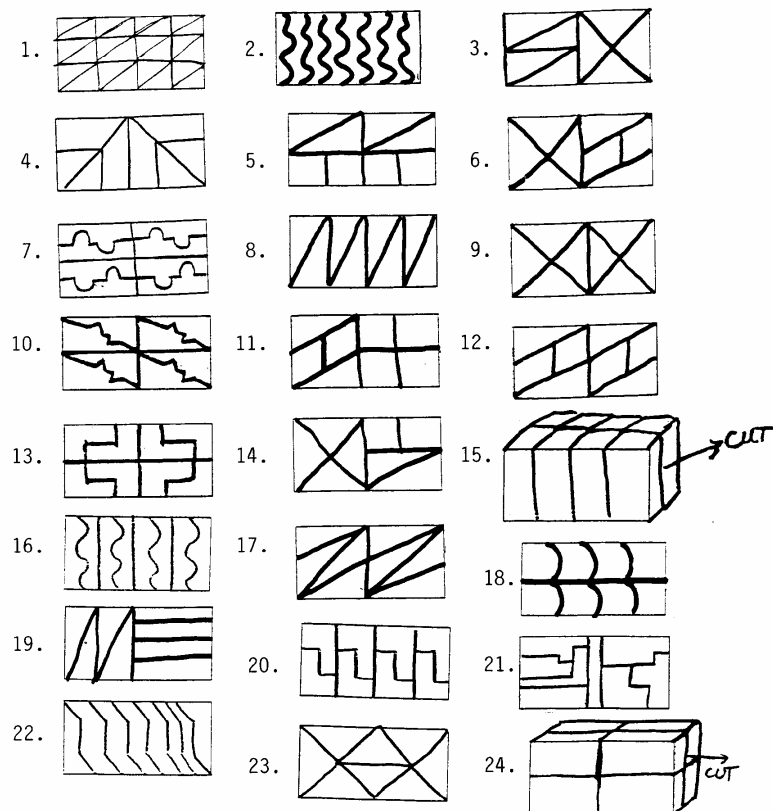 1. 2. 3.
4. 5. 6.
7. 8. 9.
10. 11. 12.
13. 14. 15. CUT
16. 17. 18.
19. 20. 21.
22. 23. 24. CUT